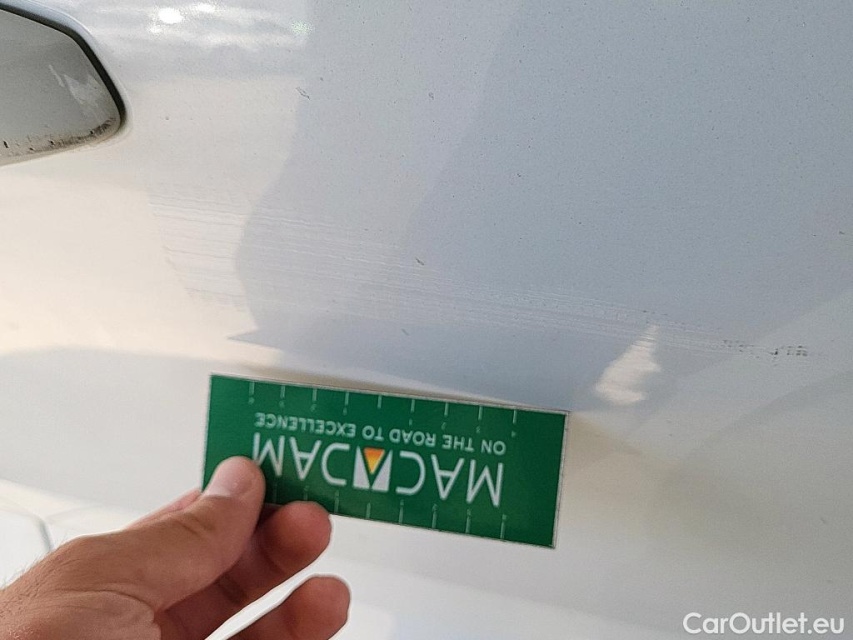 MACADAM
ON THE ROAD TO EXCELLENCE
CarOutlet.eu